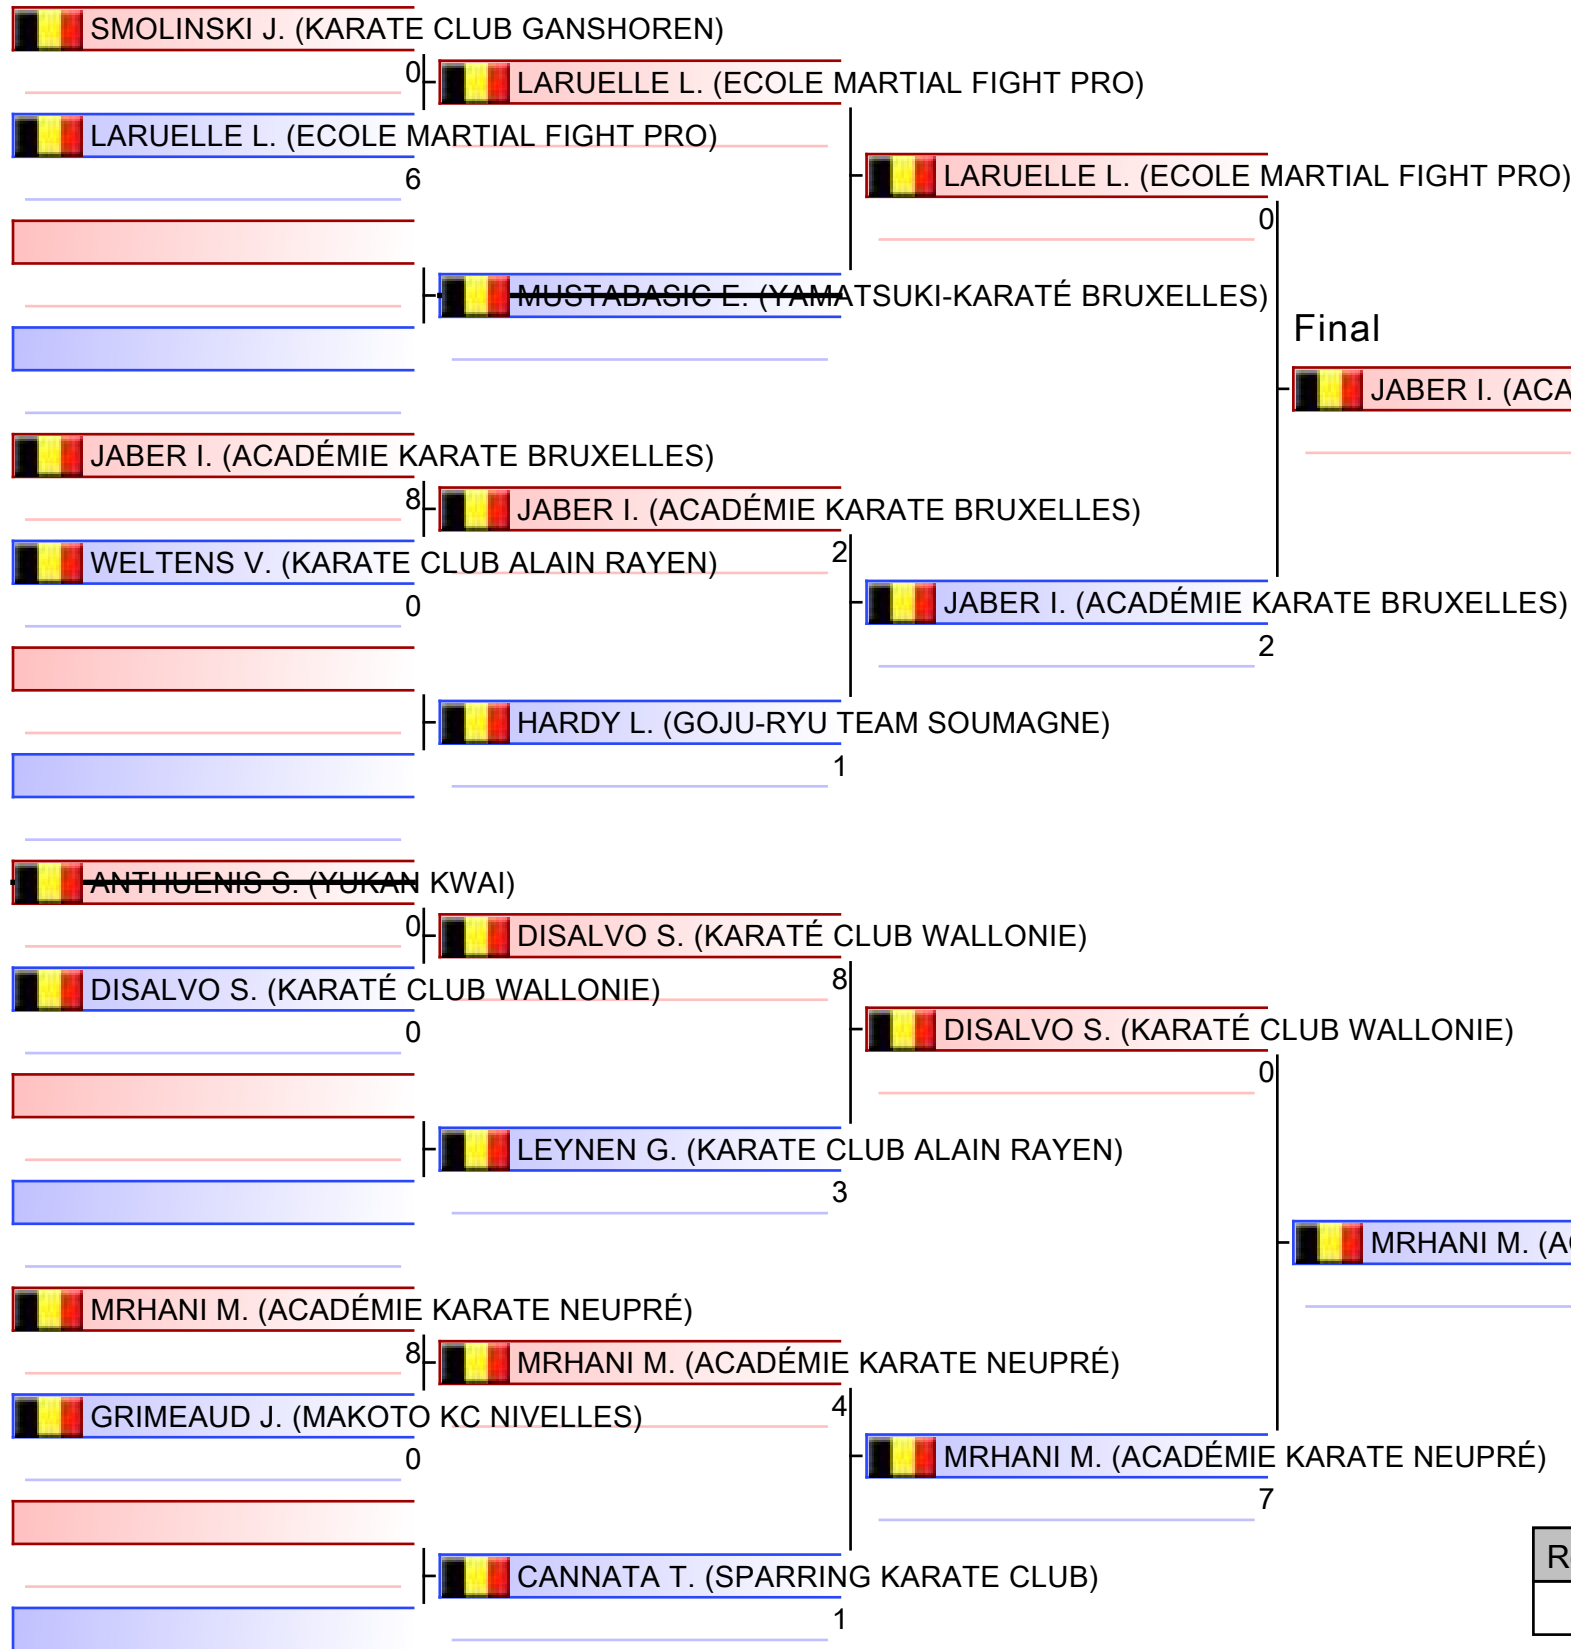 SMOLINSKI J. (KARATE CLUB GANSHOREN)
0
LARUELLE L. (ECOLE MARTIAL FIGHT PRO)
LARUELLE L. (ECOLE MARTIAL FIGHT PRO)
6
LARUELLE L. (ECOLE MARTIAL FIGHT PRO)
0
MUSTABASIC E. (YAMATSUKI-KARATÉ BRUXELLES)
Final
JABER I. (ACA
JABER I. (ACADÉMIE KARATE BRUXELLES)
8
JABER I. (ACADÉMIE KARATE BRUXELLES)
2
WELTENS V. (KARATE CLUB ALAIN RAYEN)
0
JABER I. (ACADÉMIE KARATE BRUXELLES)
2
HARDY L. (GOJU-RYU TEAM SOUMAGNE)
1
ANTHUENIS S. (YUKAN KWAI)
0
DISALVO S. (KARATÉ CLUB WALLONIE)
8
DISALVO S. (KARATÉ CLUB WALLONIE)
0
DISALVO S. (KARATÉ CLUB WALLONIE)
0
LEYNEN G. (KARATE CLUB ALAIN RAYEN)
3
MRHANI M. (A
MRHANI M. (ACADÉMIE KARATE NEUPRÉ)
8
MRHANI M. (ACADÉMIE KARATE NEUPRÉ)
4
GRIMEAUD J. (MAKOTO KC NIVELLES)
0
MRHANI M. (ACADÉMIE KARATE NEUPRÉ)
7
CANNATA T. (SPARRING KARATE CLUB)
1